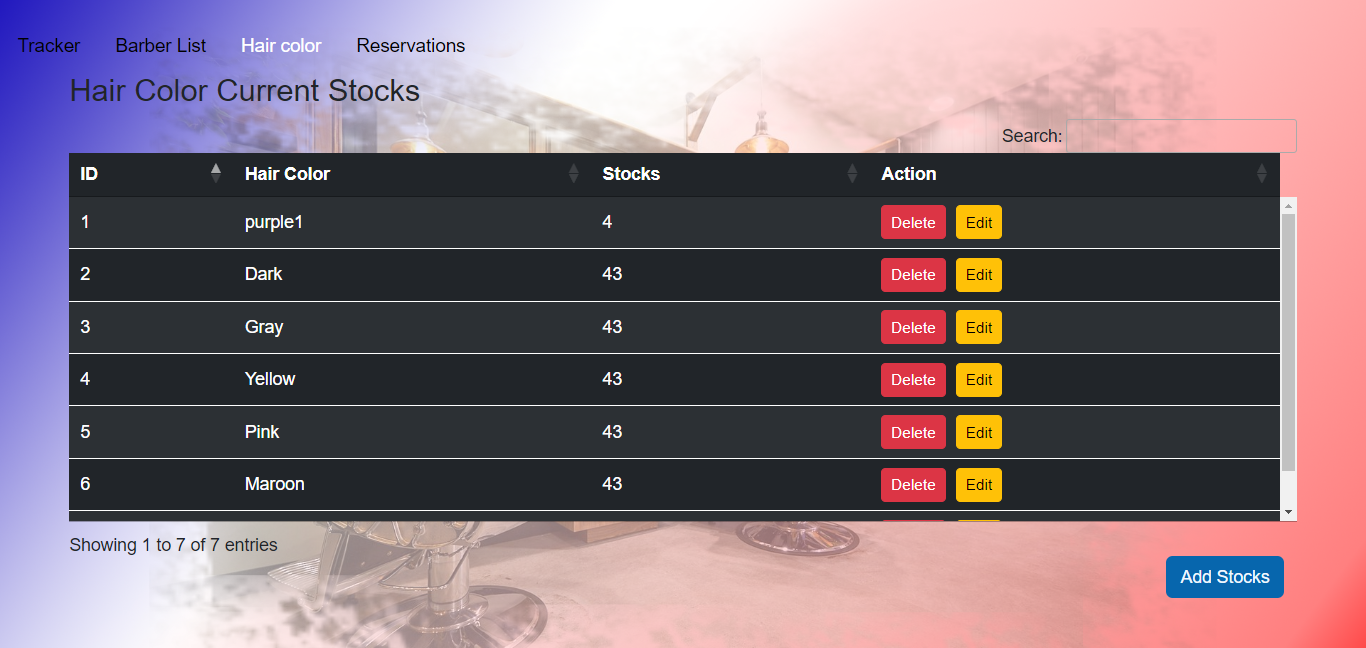 Tracker Barber List Hair color Reservations
Hair Color Current Stocks
Search:
ID Hair Color Stocks Action
1 purple1 4 Delete Edit
2 Dark 43 Delete Edit
3 Gray 43 Delete Edit
4 Yellow 43 Delete Edit
5 Pink 43 Delete Edit
6 Maroon 43 Delete Edit
Showing 1 to 7 of 7 entries
Add Stocks